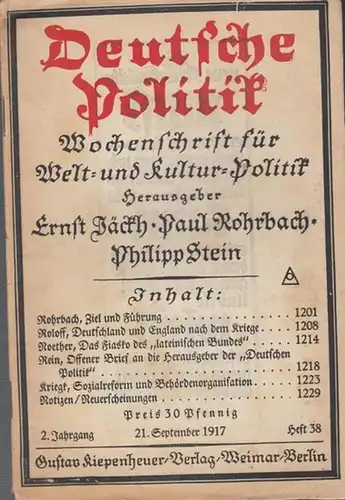 Deutsche
Politik
Wochenschrift für
Welt- und Kultur-Politik
Herausgeber
Ernst Jäckh · Paul Rohrbach ·
Philipp Stein
Inhalt:
Rohrbach, Ziel und Führung . . . . . . . . . . . . . 1201
Roloff, Deutschland und England nach dem Kriege . . . . 1208
Noether, Das Fiasko des „lateinischen Bundes“ . . . . . 1214
Rein, Offener Brief an die Herausgeber der „Deutschen
Politik“ . . . . . . . . . . . . . . . . . . . . 1218
Kriegk, Sozialreform und Behördenorganisation . . . . . 1223
Notizen / Neuerscheinungen . . . . . . . . . . . . . 1229
Preis 30 Pfennig
2. Jahrgang 21. September 1917 Heft 38
Gustav Kiepenheuer-Verlag/Weimar-Berlin